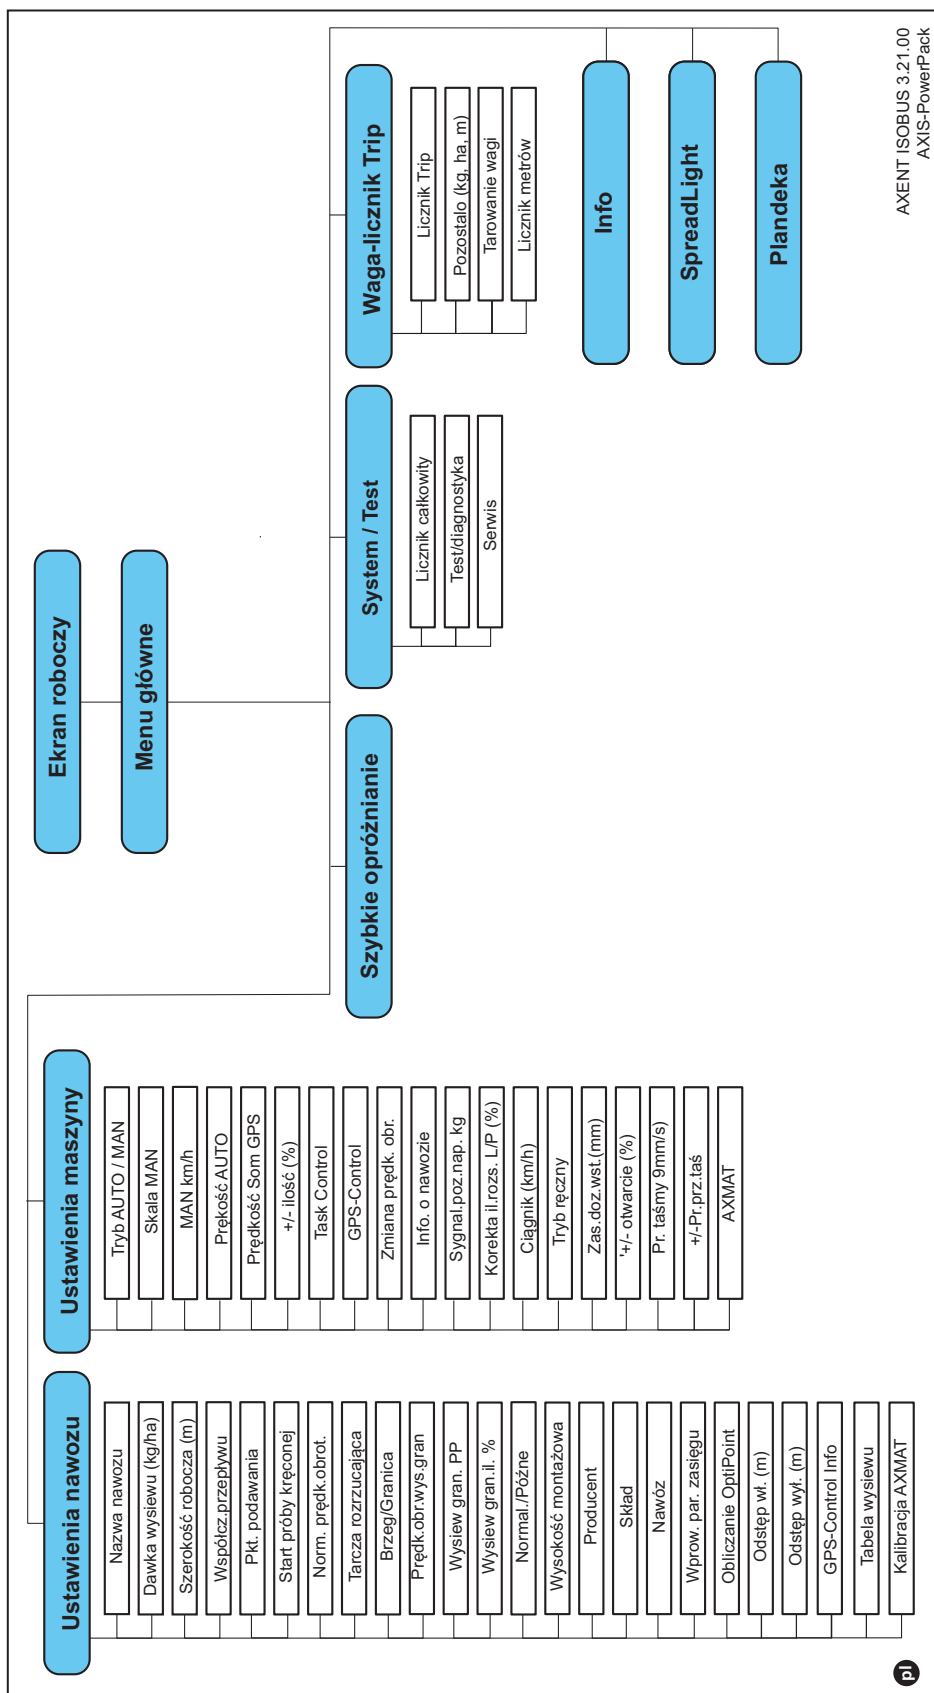 Ekran roboczy
Menu główne
Ustawienia nawozu
Nazwa nawozu
Dawka wysiewu (kg/ha)
Szerokość robocza (m)
Współcz.przepływu
Pkt. podawania
Start próby kręconej
Norm. prędk.obrot.
Tarcza rozrzucająca
Brzeg/Granica
Prędk.obr.wys.gran
Wysiew gran. PP
Wysiew gran.il. %
Normal./Późne
Wysokość montażowa
Producent
Skład
Nawóz
Wprow. par. zasięgu
Obliczanie OptiPoint
Odstęp wł. (m)
Odstęp wył. (m)
GPS-Control Info
Tabela wysiewu
Kalibracja AXMAT
Ustawienia maszyny
Tryb AUTO / MAN
Skala MAN
MAN km/h
Prękość AUTO
Prędkość Som GPS
+/- ilość (%)
Task Control
GPS-Control
Zmiana prędk. obr.
Info. o nawozie
Sygnal.poz.nap. kg
Korekta il.rozs. L/P (%)
Ciągnik (km/h)
Tryb ręczny
Zas.doz.wst.(mm)
'+/- otwarcie (%)
Pr. taśmy 9mm/s)
+/-Pr.prz.taś
AXMAT
Szybkie opróżnianie
System / Test
Licznik całkowity
Test/diagnostyka
Serwis
Waga-licznik Trip
Licznik Trip
Pozostalo (kg, ha, m)
Tarowanie wagi
Licznik metrów
Info
SpreadLight
Plandeka
pl
AXENT ISOBUS 3.21.00
AXIS-PowerPack